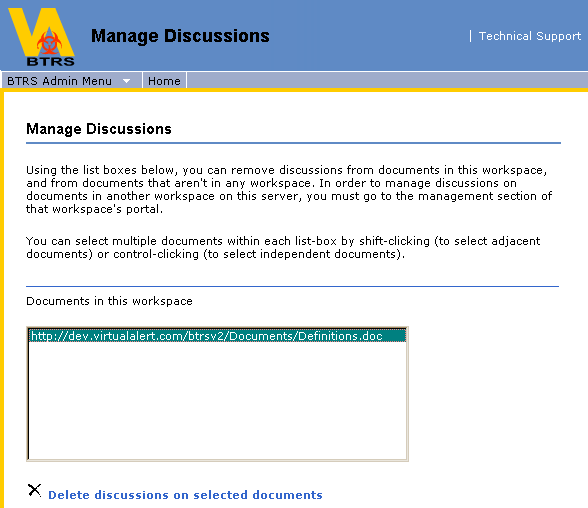 VA
BTRS
Manage Discussions
| Technical Support
BTRS Admin Menu
Home
Manage Discussions
Using the list boxes below, you can remove discussions from documents in this workspace,
and from documents that aren't in any workspace. In order to manage discussions on
documents in another workspace on this server, you must go to the management section of
that workspace's portal.
You can select multiple documents within each list-box by shift-clicking (to select adjacent
documents) or control-clicking (to select independent documents).
Documents in this workspace
http://dev.virtualalert.com/btrsv2/Documents/Definitions.doc
Delete discussions on selected documents